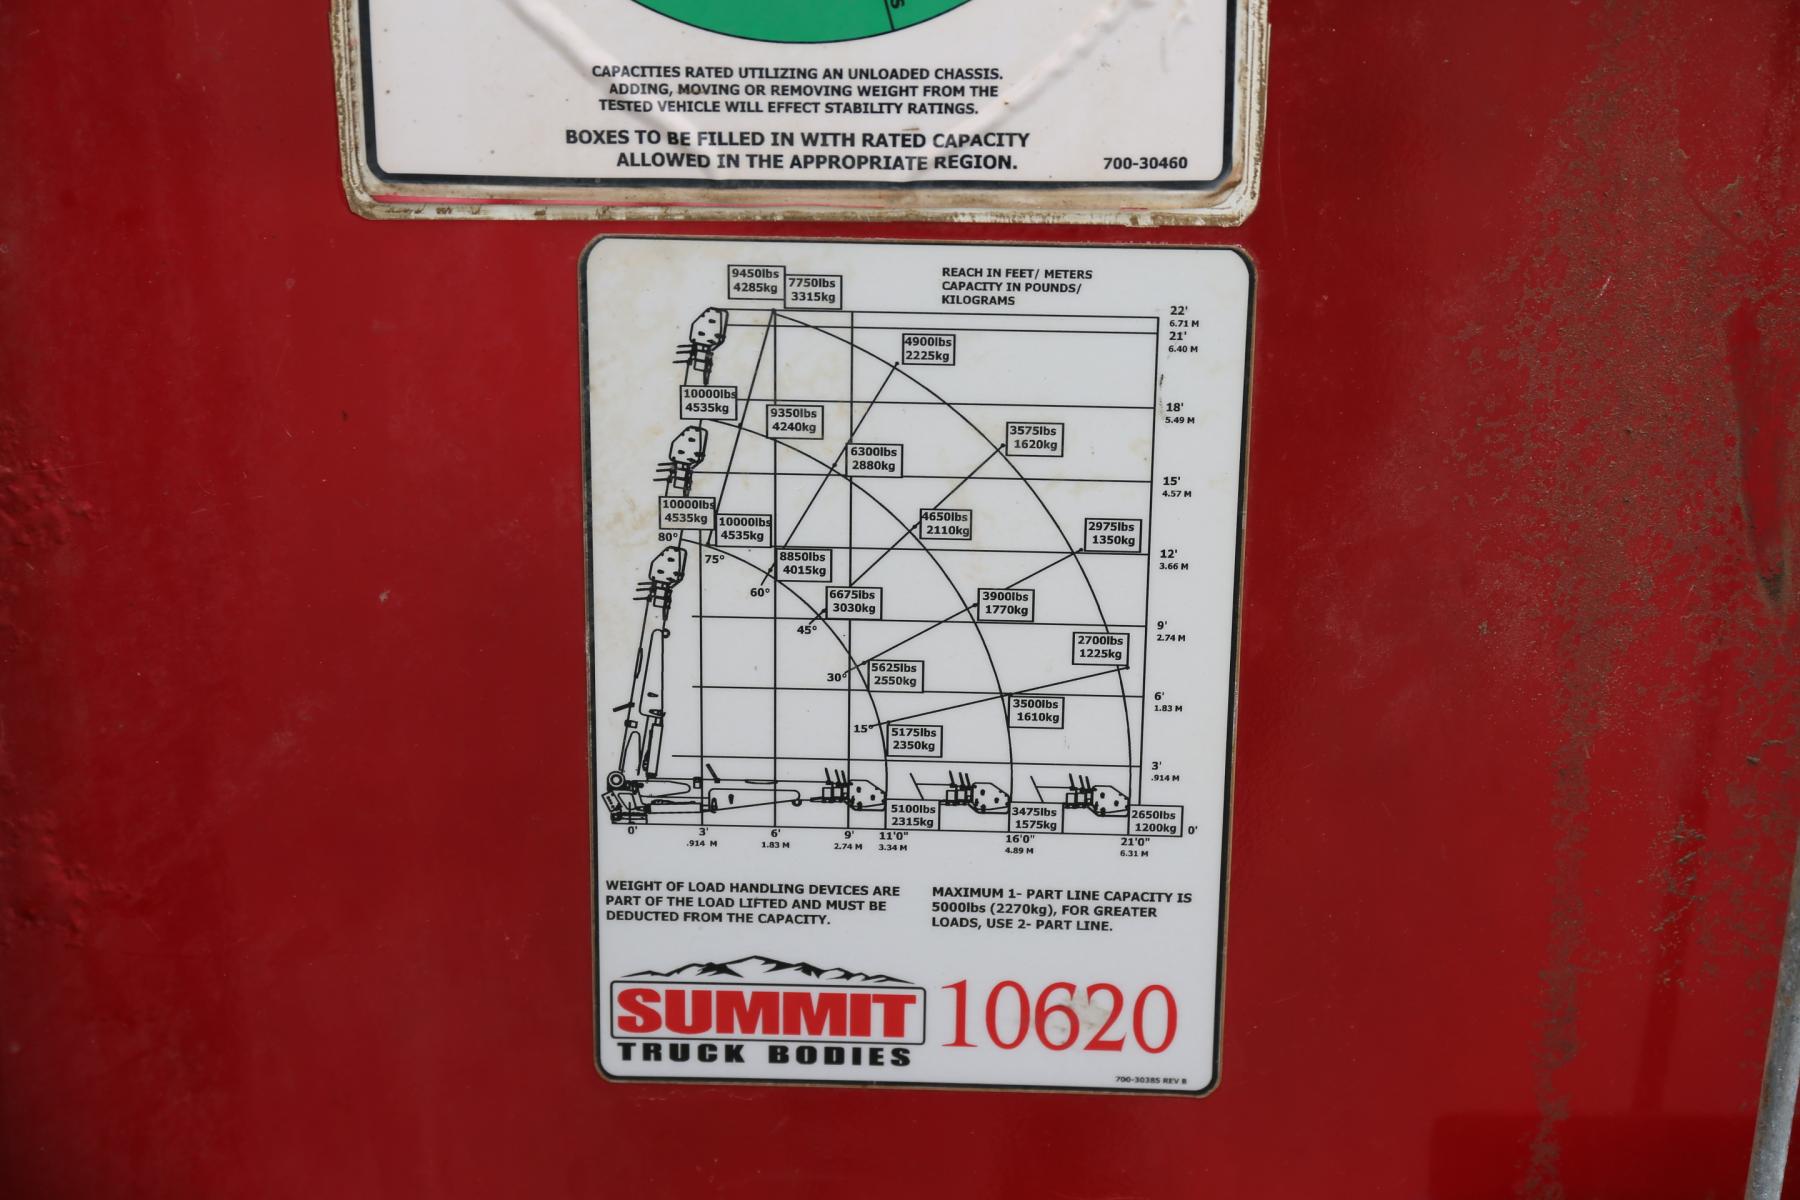 CAPACITIES RATED UTILIZING AN UNLOADED CHASSIS.
ADDING, MOVING OR REMOVING WEIGHT FROM THE
TESTED VEHICLE WILL EFFECT STABILITY RATINGS.
BOXES TO BE FILLED IN WITH RATED CAPACITY
ALLOWED IN THE APPROPRIATE REGION.
700-30460
REACH IN FEET/ METERS
CAPACITY IN POUNDS/
KILOGRAMS
9450lbs
4285kg
7750lbs
3315kg
22'
6.71 M
21'
6.40 M
4900lbs
2225kg
10000lbs
4535kg
9350lbs
4240kg
18'
5.49 M
3575lbs
1620kg
6300lbs
2880kg
15'
4.57 M
10000lbs
4535kg
80°
10000lbs
4535kg
75°
4650lbs
2110kg
2975lbs
1350kg
12'
3.66 M
8850lbs
4015kg
60°
6675lbs
3030kg
45°
3900lbs
1770kg
9'
2.74 M
2700lbs
1225kg
5625lbs
2550kg
30°
6'
1.83 M
3500lbs
1610kg
15°
5175lbs
2350kg
3'
.914 M
5100lbs
2315kg
3475lbs
1575kg
2650lbs
1200kg
0'
0'
3'
.914 M
6'
1.83 M
9'
2.74 M
11'0"
3.34 M
16'0"
4.89 M
21'0"
6.31 M
WEIGHT OF LOAD HANDLING DEVICES ARE
PART OF THE LOAD LIFTED AND MUST BE
DEDUCTED FROM THE CAPACITY.
MAXIMUM 1- PART LINE CAPACITY IS
5000lbs (2270kg), FOR GREATER
LOADS, USE 2- PART LINE.
SUMMIT
TRUCK BODIES
10620
700-30385 REV B